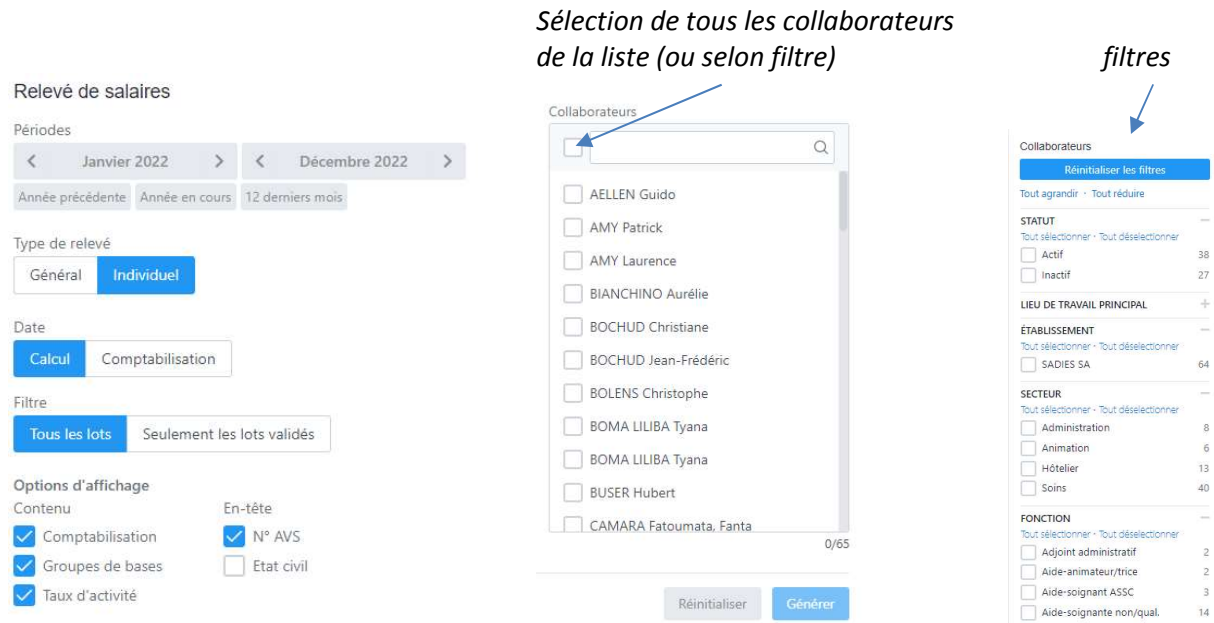 Sélection de tous les collaborateurs
de la liste (ou selon filtre)
filtres
Relevé de salaires
Périodes
Janvier 2022
Décembre 2022
Année précédente
Année en cours
12 derniers mois
Type de relevé
Général
Individuel
Date
Calcul
Comptabilisation
Filtre
Tous les lots
Seulement les lots validés
Options d'affichage
Contenu
En-tête
Comptabilisation
N° AVS
Groupes de bases
Etat civil
Taux d'activité
Collaborateurs
AELLEN Guido
AMY Patrick
AMY Laurence
BIANCHINO Aurélie
BOCHUD Christiane
BOCHUD Jean-Frédéric
BOLENS Christophe
BOMA LILIBA Tyana
BOMA LILIBA Tyana
BUSER Hubert
CAMARA Fatoumata, Fanta
0/65
Réinitialiser
Générer
Collaborateurs
Réinitialiser les filtres
Tout agrandir · Tout réduire
STATUT
Tout sélectionner · Tout déselectionner
Actif 38
Inactif 27
LIEU DE TRAVAIL PRINCIPAL
ÉTABLISSEMENT
Tout sélectionner · Tout déselectionner
SADIES SA 64
SECTEUR
Tout sélectionner · Tout déselectionner
Administration 8
Animation 6
Hôtelier 13
Soins 40
FONCTION
Tout sélectionner · Tout déselectionner
Adjoint administratif 2
Aide-animateur/trice 2
Aide-soignant ASSC 3
Aide-soignante non/qual. 14